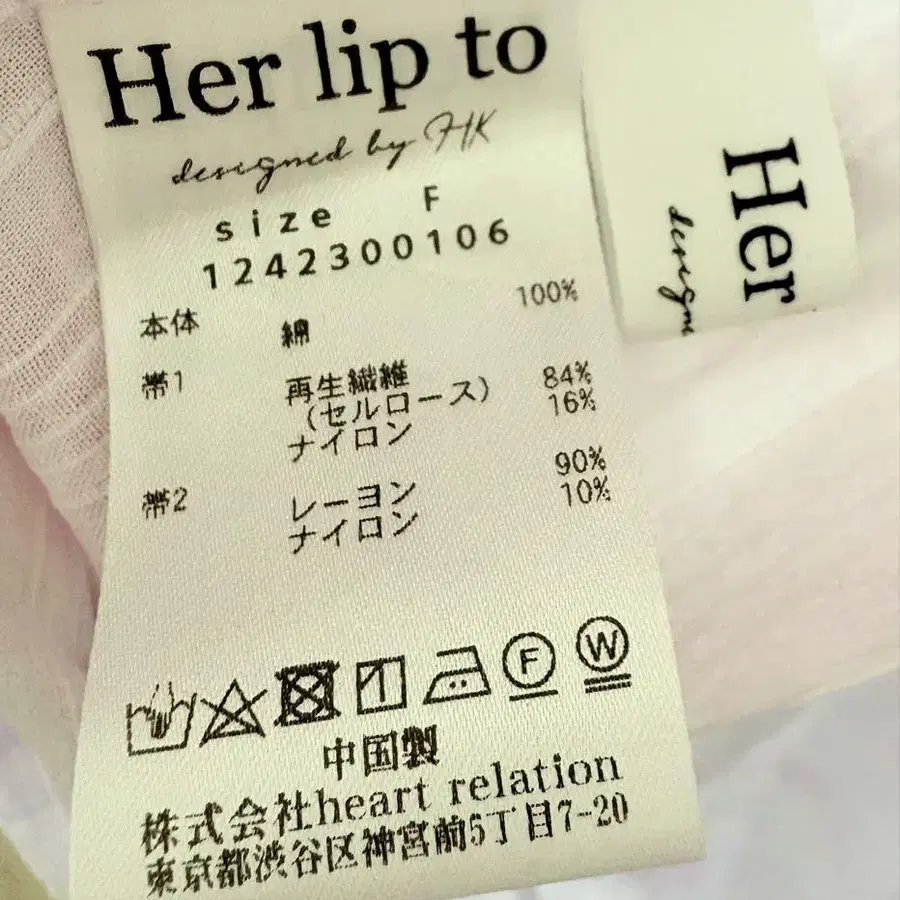 Her lip to
designed by HK
size F
1242300106
本体 綿 100%
帯1 再生繊維 84%
(セルロース)
ナイロン 16%
帯2 レーヨン 90%
ナイロン 10%
F
W
中国製
株式会社heart relation
東京都渋谷区神宮前5丁目7-20
Her
design